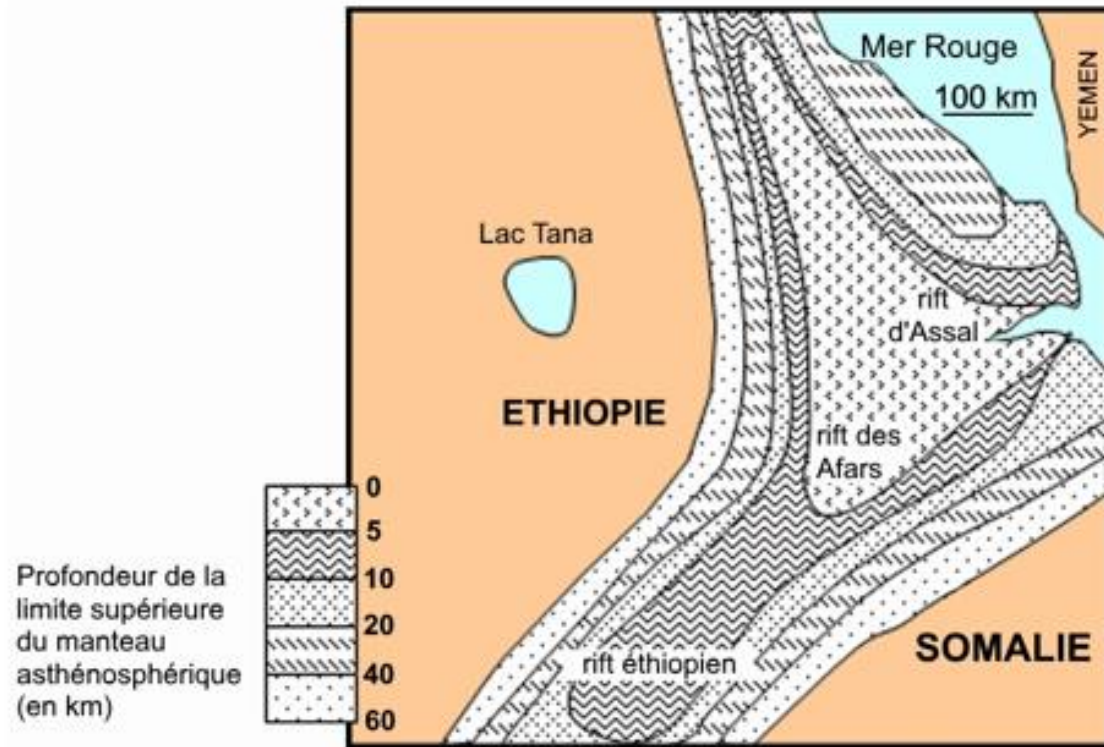 Mer Rouge
100 km
YEMEN
Lac Tana
rift
d'Assal
ETHIOPIE
rift des
Afars
0
5
10
20
40
60
Profondeur de la
limite supérieure
du manteau
asthénosphérique
(en km)
rift éthiopien
SOMALIE